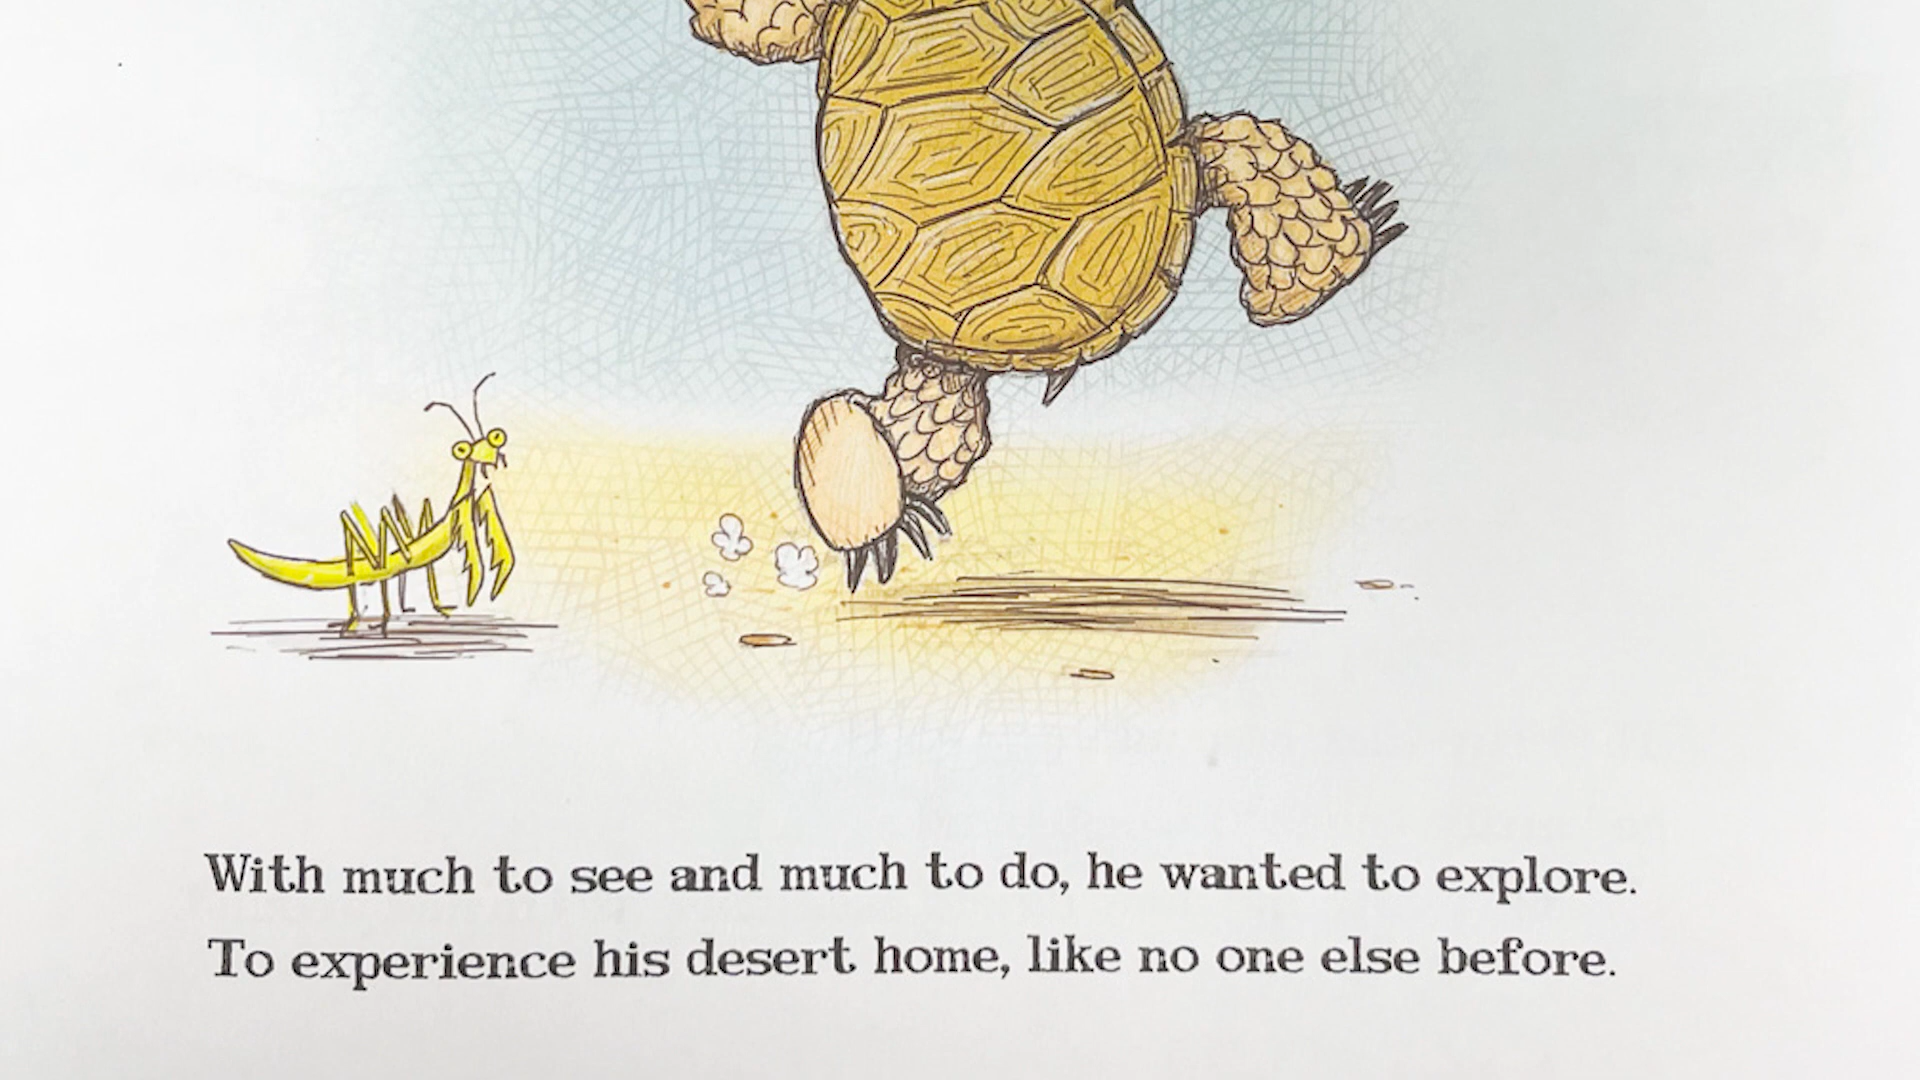 With much to see and much to do, he wanted to explore.
To experience his desert home, like no one else before.